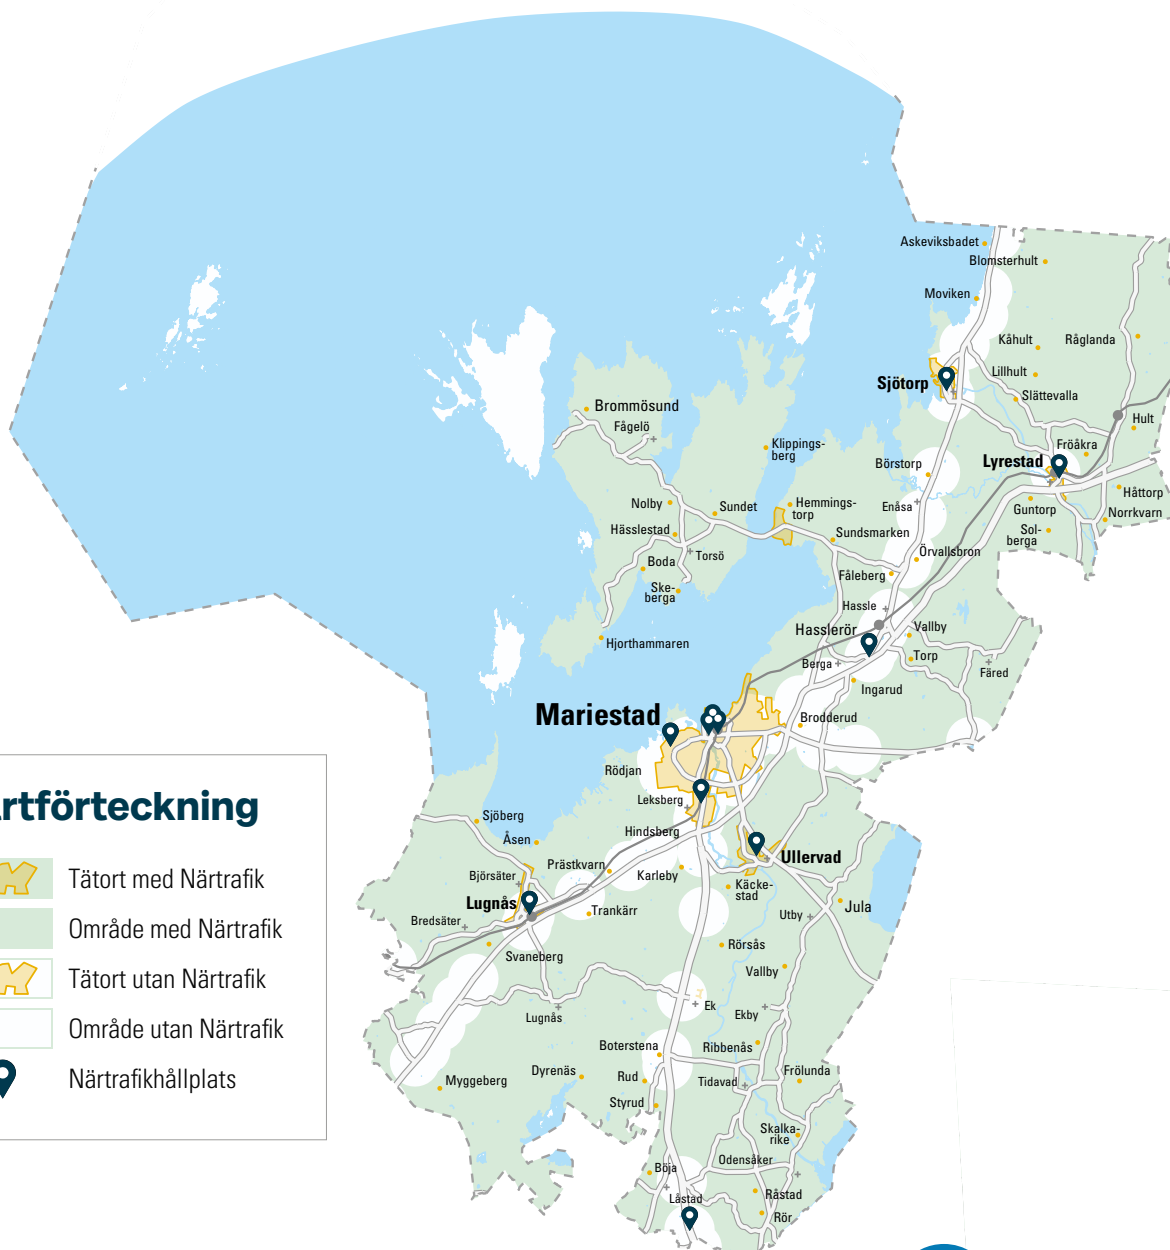 Askeviksbadet
Blomsterhult
Moviken
Kåhult
Råglanda
Lillhult
Sjötorp
Slättevalla
Brommösund
Hult
Fågelö
Klippings-
berg
Fröåkra
Börstorp
Lyrestad
Håttorp
Nolby
Sundet
Hemmings-
torp
Enåsa
Guntorp
Norrkvarn
Hässlestad
Sundsmarken
Sol-
berga
Torsö
Örvallsbron
Boda
Fåleberg
Ske-
berga
Hassle
Hasslerör
Vallby
Hjorthammaren
Berga
Torp
Färed
Ingarud
Mariestad
Brodderud
Rödjan
Leksberg
rtförteckning
Sjöberg
Hindsberg
Åsen
Ullervad
Prästkvarn
Björsäter
Karleby
Tätort med Närtrafik
Käcke-
stad
Lugnås
Trankärr
Jula
Bredsäter
Utby
Område med Närtrafik
Rörsås
Svaneberg
Vallby
Tätort utan Närtrafik
Ek
Lugnås
Ekby
Område utan Närtrafik
Boterstena
Ribbenås
Dyrenäs
Rud
Frölunda
Myggeberg
Tidavad
Närtrafikhållplats
Styrud
Skalka-
rike
Odensåker
Böja
Låstad
Råstad
Rör